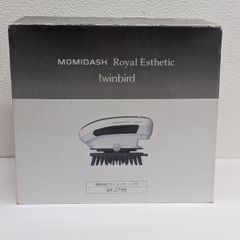 MOMIDASH Royal Esthetic
twinbird
SH-2799